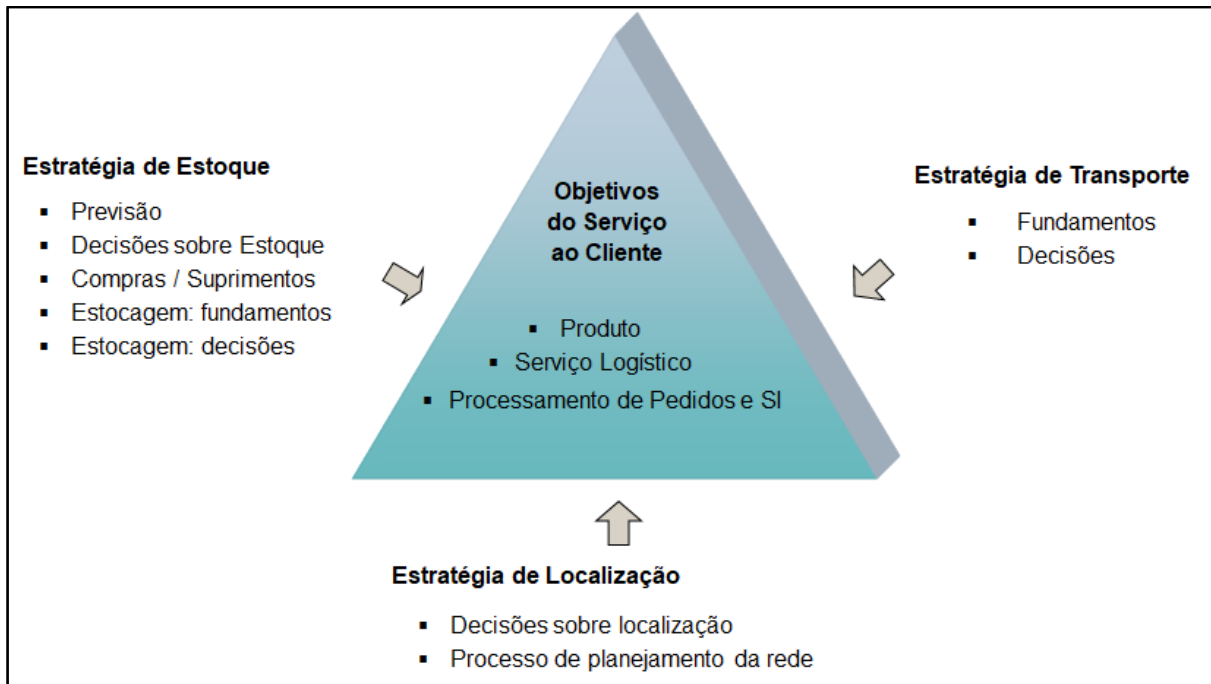 Estratégia de Estoque
▪ Previsão
▪ Decisões sobre Estoque
▪ Compras / Suprimentos
▪ Estocagem: fundamentos
▪ Estocagem: decisões
Objetivos
do Serviço
ao Cliente
▪ Produto
▪ Serviço Logístico
▪ Processamento de Pedidos e SI
Estratégia de Transporte
▪ Fundamentos
▪ Decisões
Estratégia de Localização
▪ Decisões sobre localização
▪ Processo de planejamento da rede